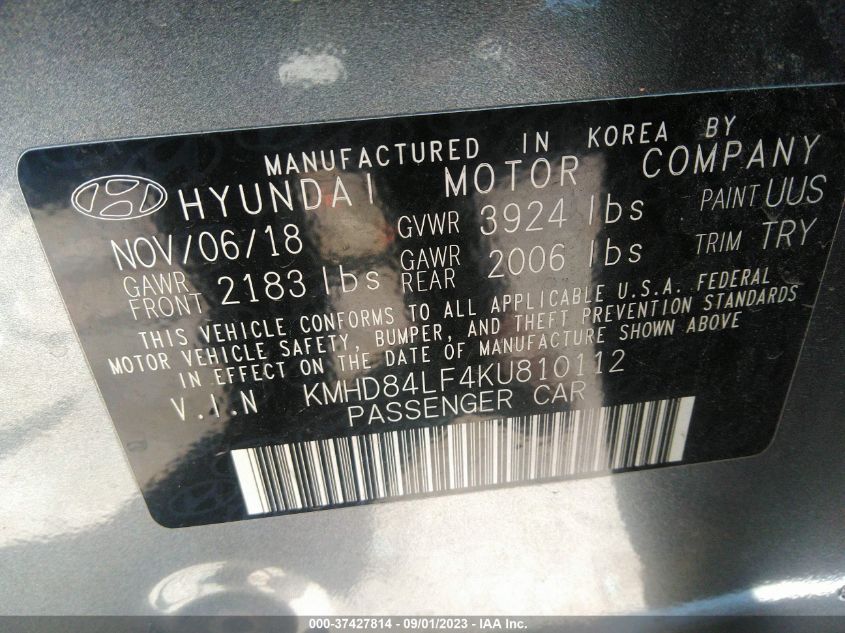 MANUFACTURED IN KOREA BY
HYUNDAI MOTOR COMPANY
NOV/06/18 GVWR 3924 lbs PAINT UUS
GAWR FRONT 2183 lbs GAWR REAR 2006 lbs TRIM TRY
THIS VEHICLE CONFORMS TO ALL APPLICABLE U.S.A. FEDERAL
MOTOR VEHICLE SAFETY, BUMPER, AND THEFT PREVENTION STANDARDS
IN EFFECT ON THE DATE OF MANUFACTURE SHOWN ABOVE
V.I.N KMHD84LF4KU810112
PASSENGER CAR
000-37427814 - 09/01/2023 - IAA Inc.